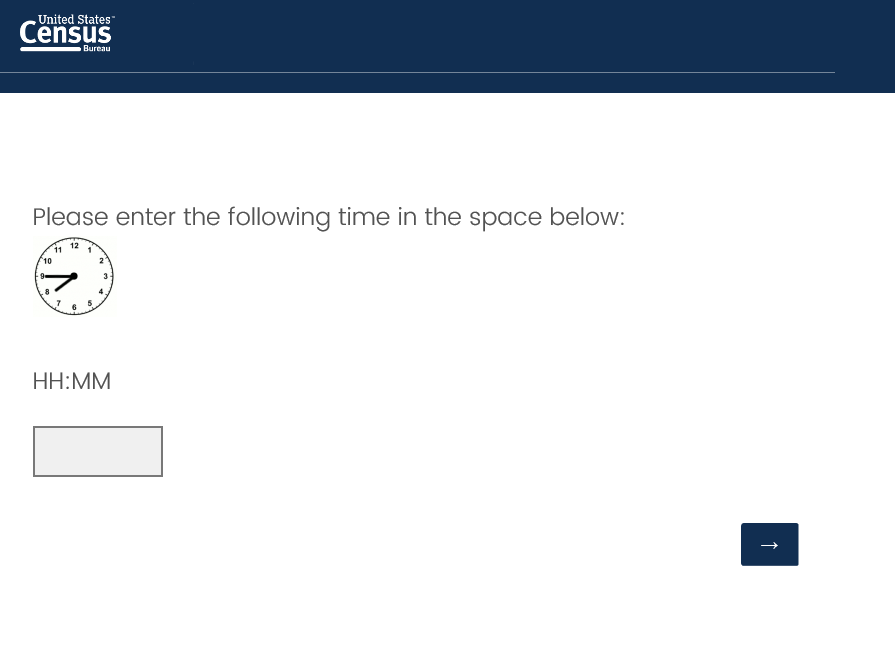 United States™
Census
Bureau
Please enter the following time in the space below:
12
11 1
10 2
9 3
8 4
7 5
6
HH:MM
→